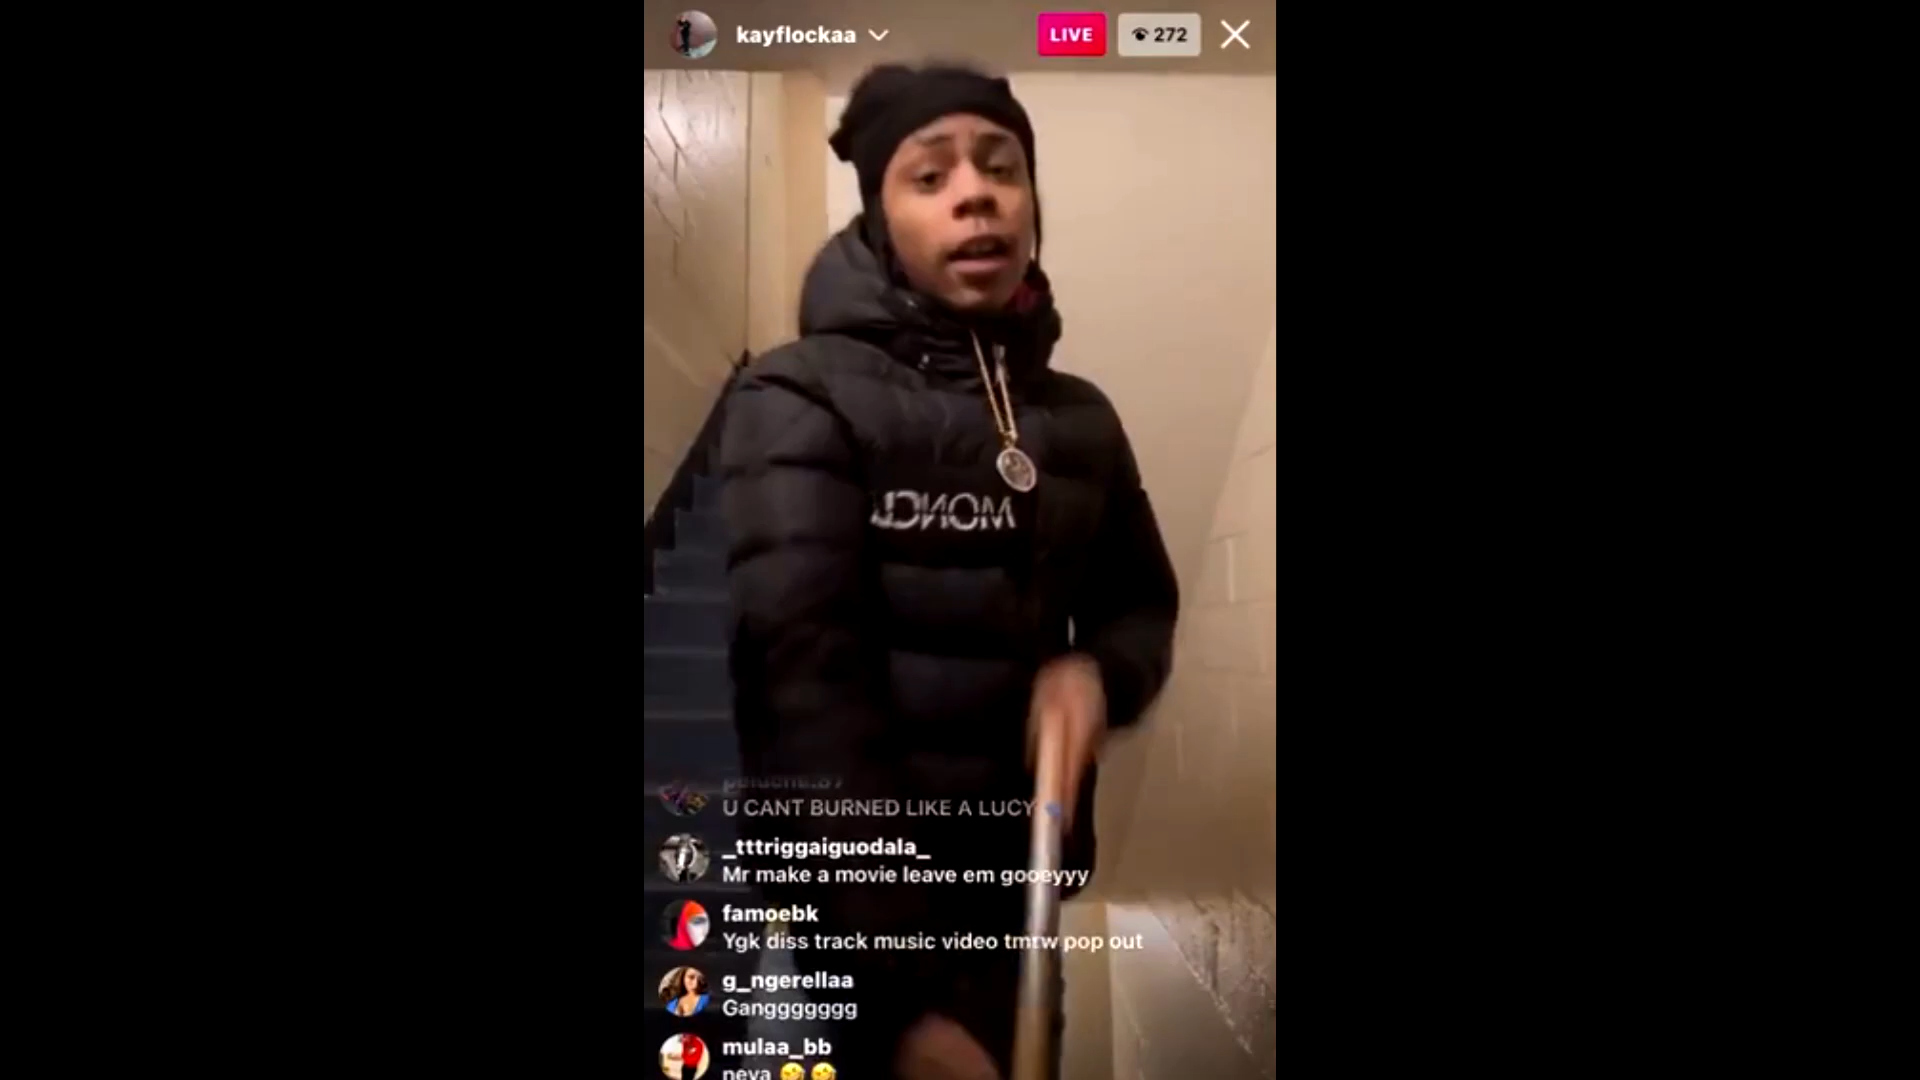 kayflockaa
LIVE
272
MONCL
U CANT BURNED LIKE A LUCY
_tttriggaiguodala_
Mr make a movie leave em gooeyyy
famoebk
Ygk diss track music video tmrw pop out
g_ngerellaa
Ganggggggg
mulaa_bb
neva 🤣🤣